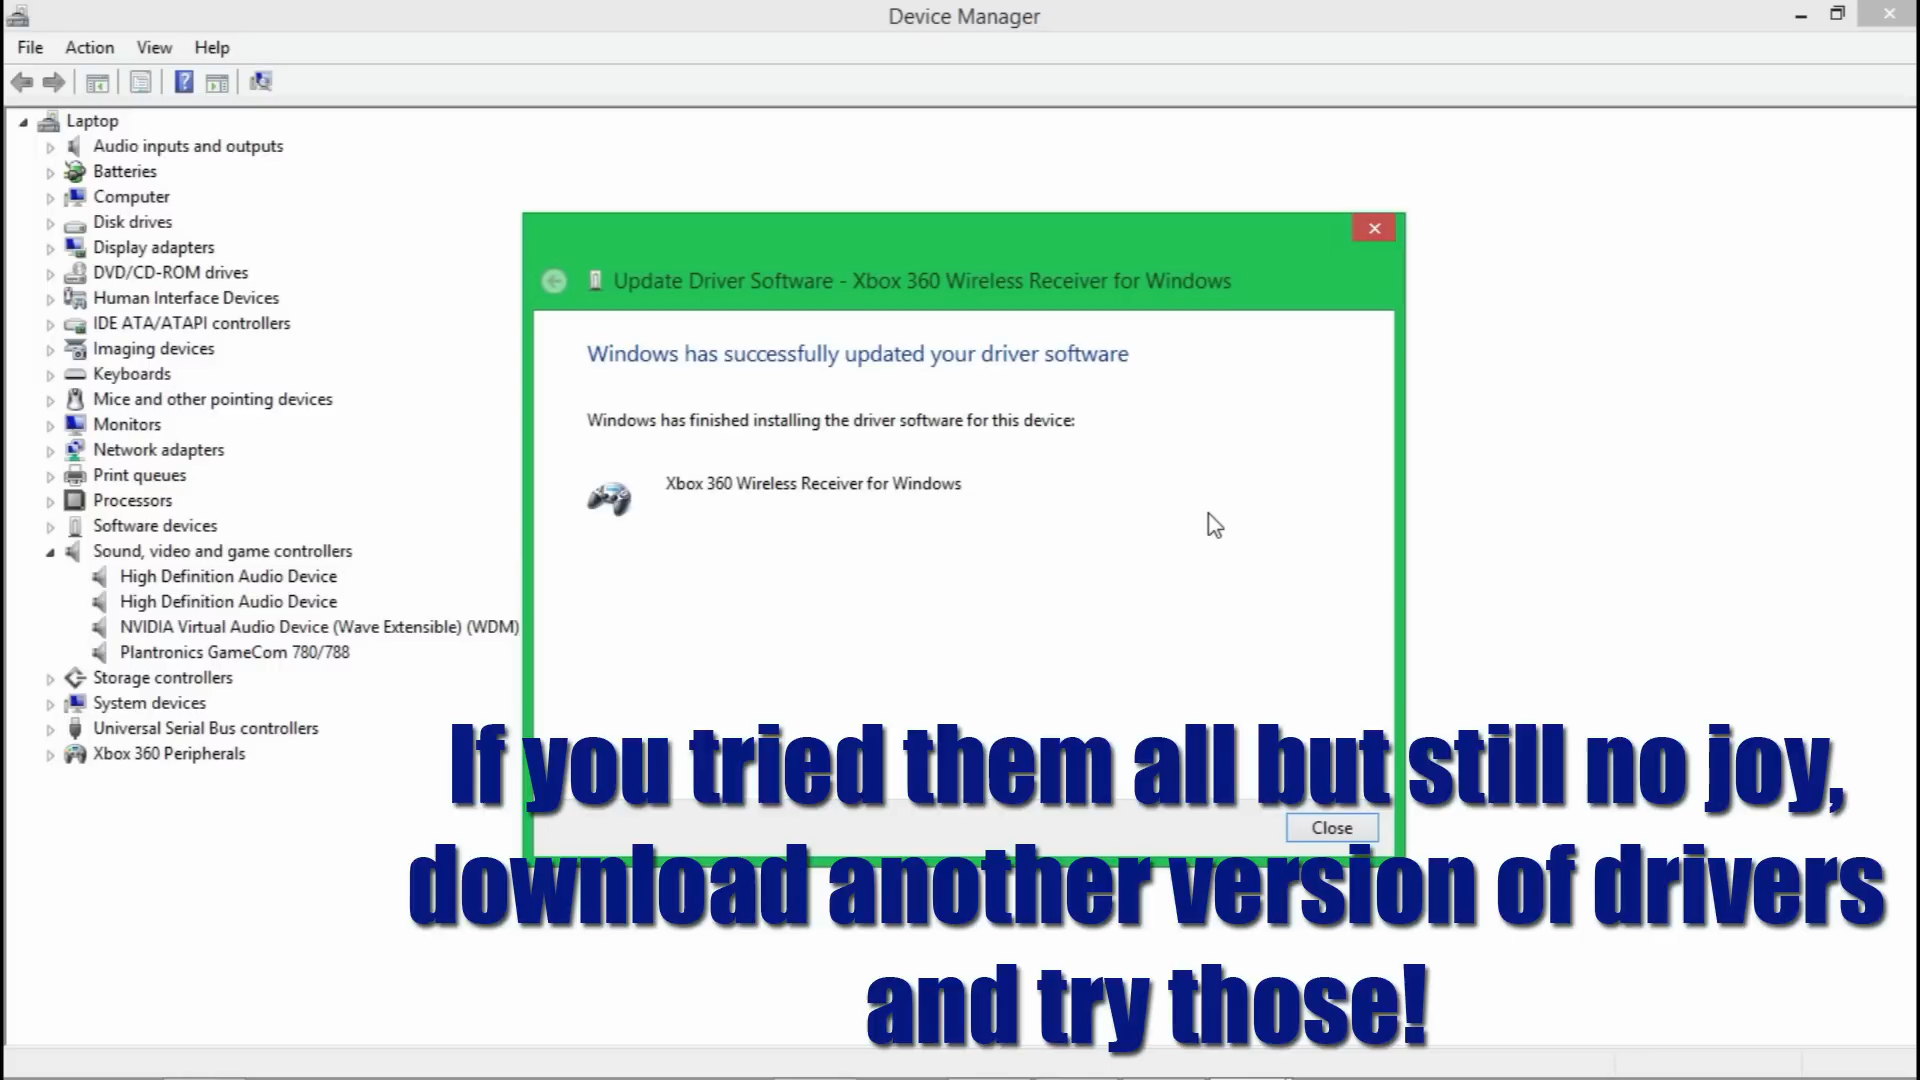 Device Manager
File Action View Help
Laptop
Audio inputs and outputs
Batteries
Computer
Disk drives
Display adapters
DVD/CD-ROM drives
Human Interface Devices
IDE ATA/ATAPI controllers
Imaging devices
Keyboards
Mice and other pointing devices
Monitors
Network adapters
Print queues
Processors
Software devices
Sound, video and game controllers
High Definition Audio Device
High Definition Audio Device
NVIDIA Virtual Audio Device (Wave Extensible) (WDM)
Plantronics GameCom 780/788
Storage controllers
System devices
Universal Serial Bus controllers
Xbox 360 Peripherals
Update Driver Software - Xbox 360 Wireless Receiver for Windows
Windows has successfully updated your driver software
Windows has finished installing the driver software for this device:
Xbox 360 Wireless Receiver for Windows
Close
If you tried them all but still no joy,
download another version of drivers
and try those!